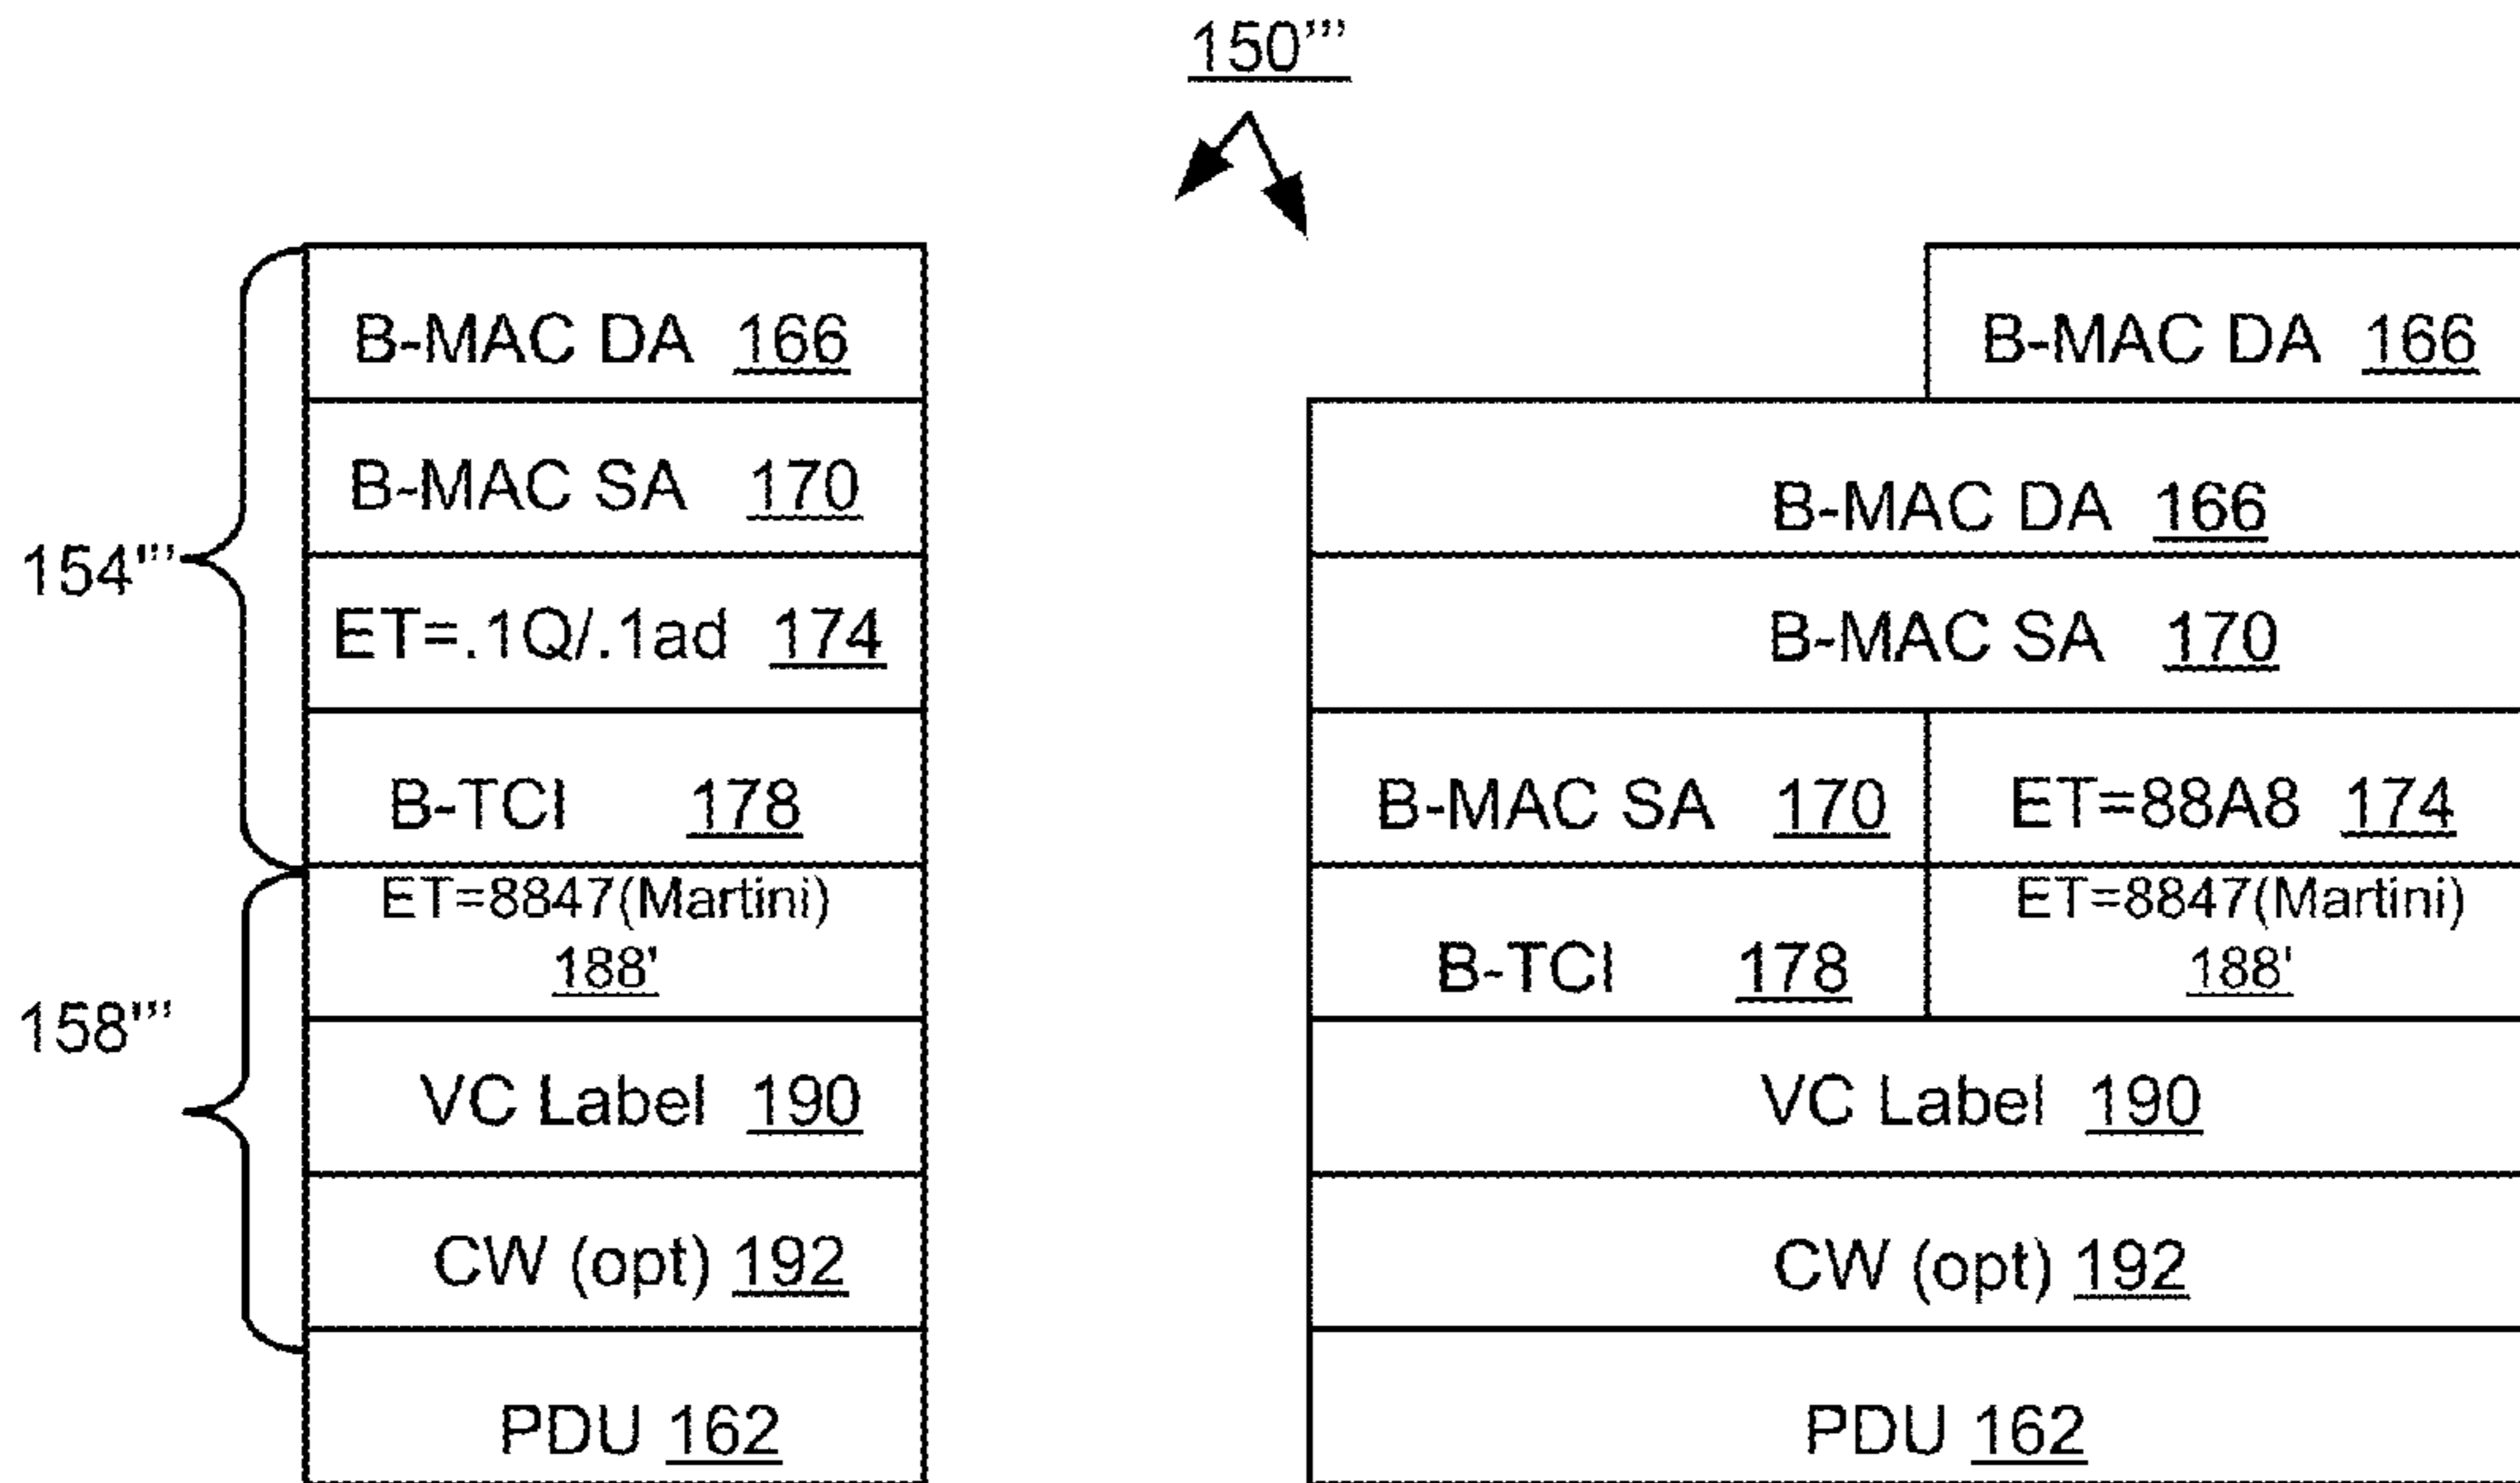 150'''
B-MAC DA 166
B-MAC SA 170
154'''
ET=.1Q/.1ad 174
B-TCI 178
ET=8847(Martini)
188'
158'''
VC Label 190
CW (opt) 192
PDU 162
B-MAC DA 166
B-MAC DA 166
B-MAC SA 170
B-MAC SA 170
ET=88A8 174
B-TCI 178
ET=8847(Martini)
188'
VC Label 190
CW (opt) 192
PDU 162